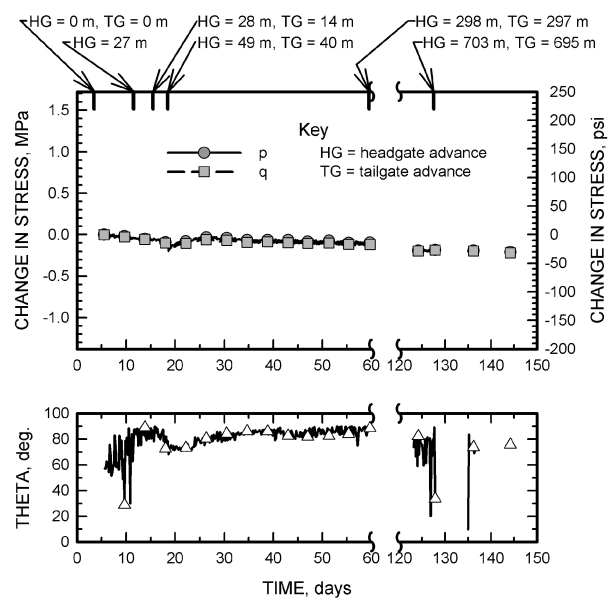 HG = 0 m, TG = 0 m
HG = 28 m, TG = 14 m
HG = 298 m, TG = 297 m
HG = 27 m
HG = 49 m, TG = 40 m
HG = 703 m, TG = 695 m
CHANGE IN STRESS, MPa
1.5
1.0
0.5
0.0
-0.5
-1.0
Key
p HG = headgate advance
q TG = tailgate advance
250
200
150
100
50
0
-50
-100
-150
-200
CHANGE IN STRESS, psi
0 10 20 30 40 50 60 120 130 140 150
THETA, deg.
100
80
60
40
20
0
0 10 20 30 40 50 60 120 130 140 150
TIME, days